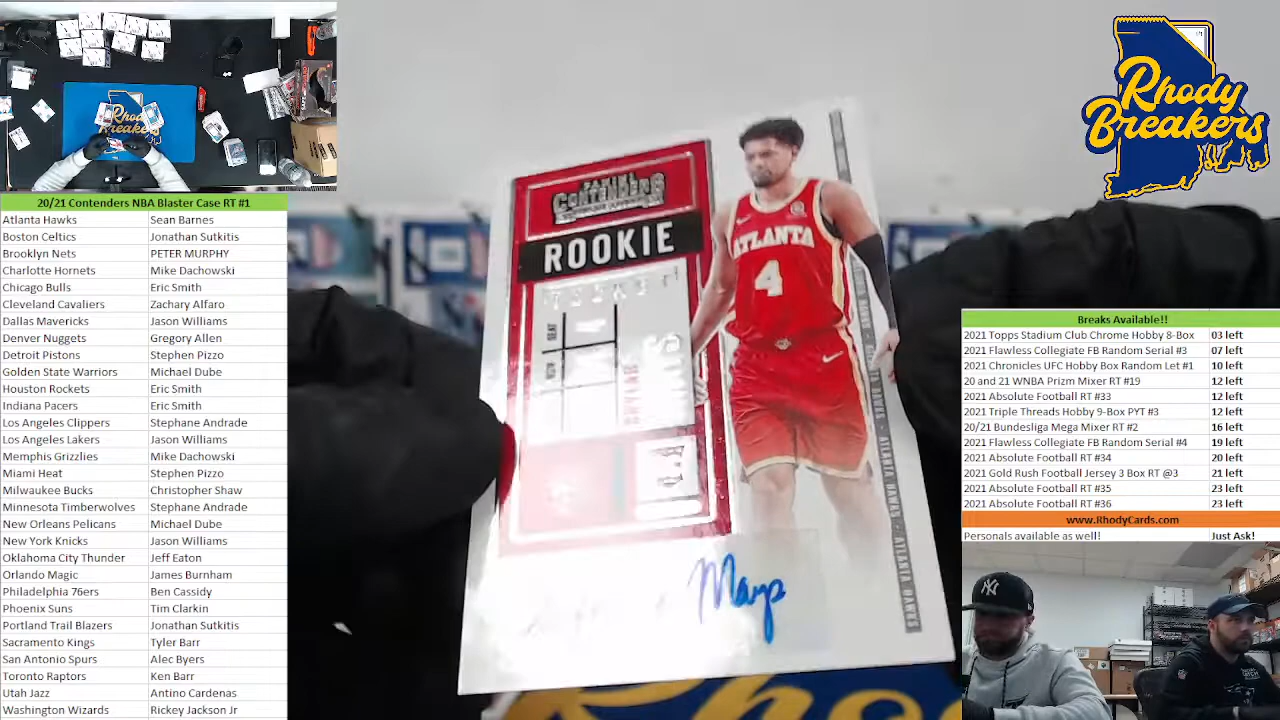 20/21 Contenders NBA Blaster Case RT #1
Atlanta Hawks Sean Barnes
Boston Celtics Jonathan Sutkitis
Brooklyn Nets PETER MURPHY
Charlotte Hornets Mike Dachowski
Chicago Bulls Eric Smith
Cleveland Cavaliers Zachary Alfaro
Dallas Mavericks Jason Williams
Denver Nuggets Gregory Allen
Detroit Pistons Stephen Pizzo
Golden State Warriors Michael Dube
Houston Rockets Eric Smith
Indiana Pacers Eric Smith
Los Angeles Clippers Stephane Andrade
Los Angeles Lakers Jason Williams
Memphis Grizzlies Mike Dachowski
Miami Heat Stephen Pizzo
Milwaukee Bucks Christopher Shaw
Minnesota Timberwolves Stephane Andrade
New Orleans Pelicans Michael Dube
New York Knicks Jason Williams
Oklahoma City Thunder Jeff Eaton
Orlando Magic James Burnham
Philadelphia 76ers Ben Cassidy
Phoenix Suns Tim Clarkin
Portland Trail Blazers Jonathan Sutkitis
Sacramento Kings Tyler Barr
San Antonio Spurs Alec Byers
Toronto Raptors Ken Barr
Utah Jazz Antino Cardenas
Washington Wizards Rickey Jackson Jr
PANINI
CONTENDERS
ROOKIE
TICKET
SEAT
ROW
ATLANTA
4
ATLANTA HAWKS
Mays
Rhody
Breakers
Breaks Available!!
2021 Topps Stadium Club Chrome Hobby 8-Box 03 left
2021 Flawless Collegiate FB Random Serial #3 07 left
2021 Chronicles UFC Hobby Box Random Let #1 10 left
20 and 21 WNBA Prizm Mixer RT #19 12 left
2021 Absolute Football RT #33 12 left
2021 Triple Threads Hobby 9-Box PYT #3 12 left
20/21 Bundesliga Mega Mixer RT #2 16 left
2021 Flawless Collegiate FB Random Serial #4 19 left
2021 Absolute Football RT #34 20 left
2021 Gold Rush Football Jersey 3 Box RT @3 21 left
2021 Absolute Football RT #35 23 left
2021 Absolute Football RT #36 23 left
www.RhodyCards.com
Personals available as well! Just Ask!